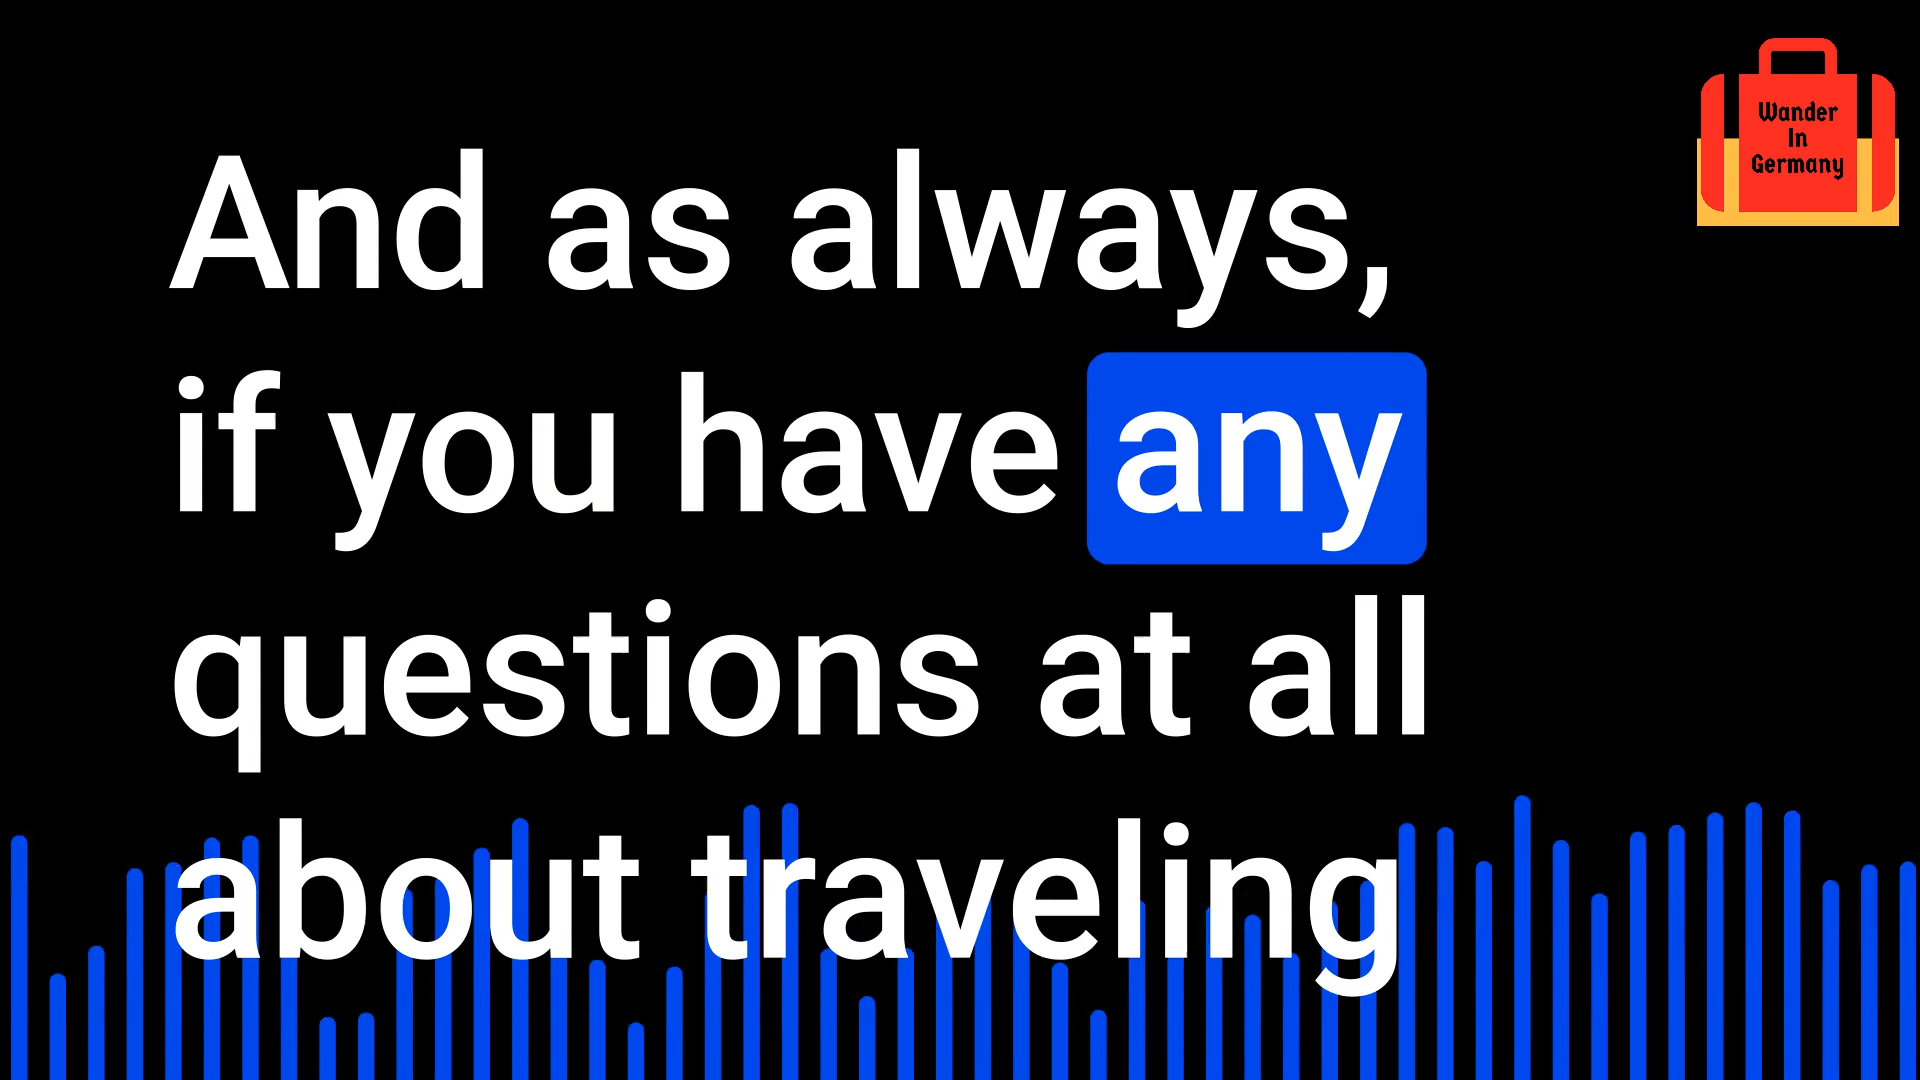 Wander
In
Germany
And as always,
if you have any
questions at all
about traveling